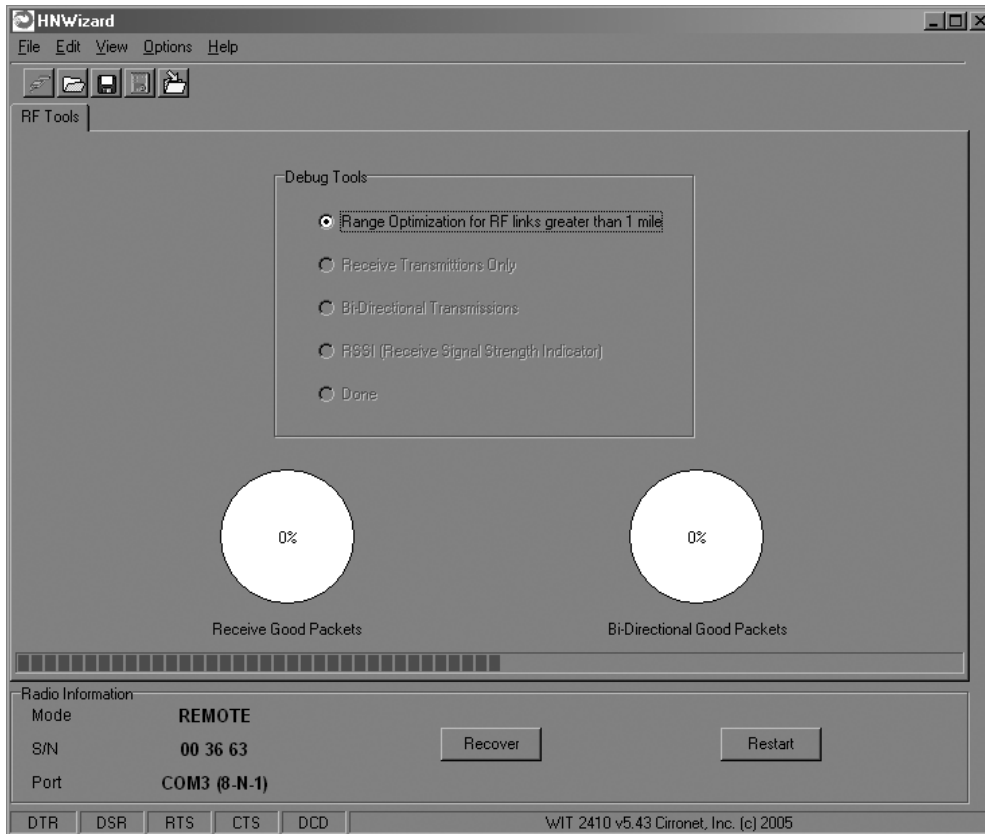 HNWizard
File Edit View Options Help
RF Tools
Debug Tools
Range Optimization for RF links greater than 1 mile
Receive Transmittions Only
Bi-Directional Transmissions
RSSI (Receive Signal Strength Indicator)
Done
0% 0%
Receive Good Packets Bi-Directional Good Packets
Radio Information
Mode REMOTE
S/N 00 36 63 Recover Restart
Port COM3 (8-N-1)
DTR DSR RTS CTS DCD WIT 2410 v5.43 Cirronet, Inc. (c) 2005